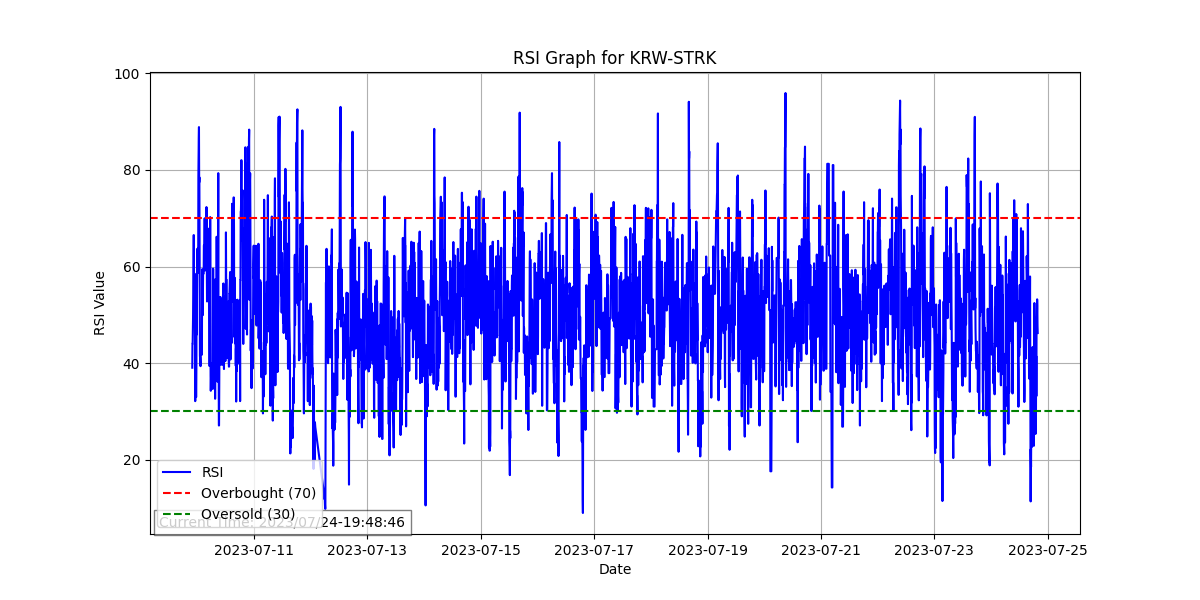 RSI Graph for KRW-STRK
100
80
60
40
20
RSI Value
RSI
Overbought (70)
Oversold (30)
Current Time: 2023/07/24-19:48:46
2023-07-11 2023-07-13 2023-07-15 2023-07-17 2023-07-19 2023-07-21 2023-07-23 2023-07-25
Date